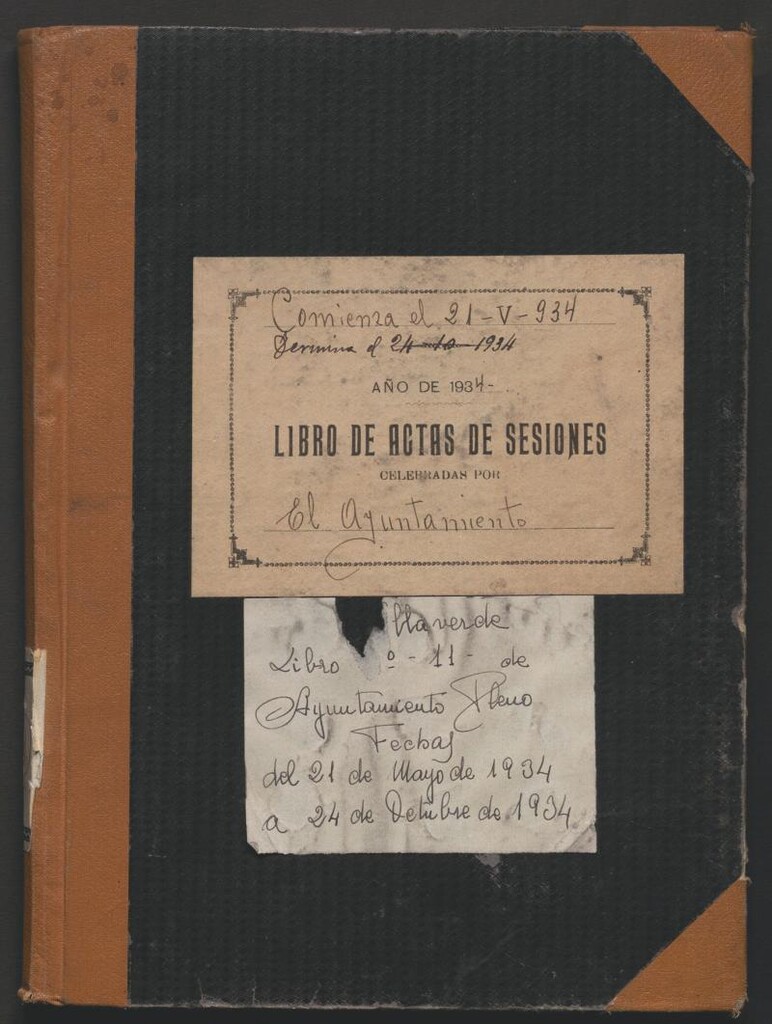 Comienza el 21-V-934
Termina el 24-10-1934
AÑO DE 1934-
LIBRO DE ACTAS DE SESIONES
CELEBRADAS POR
El Ayuntamiento
llaverde
Libro º-11- de
Ayuntamiento Pleno
Fechas
del 21 de Mayo de 1934
a 24 de Octubre de 1934